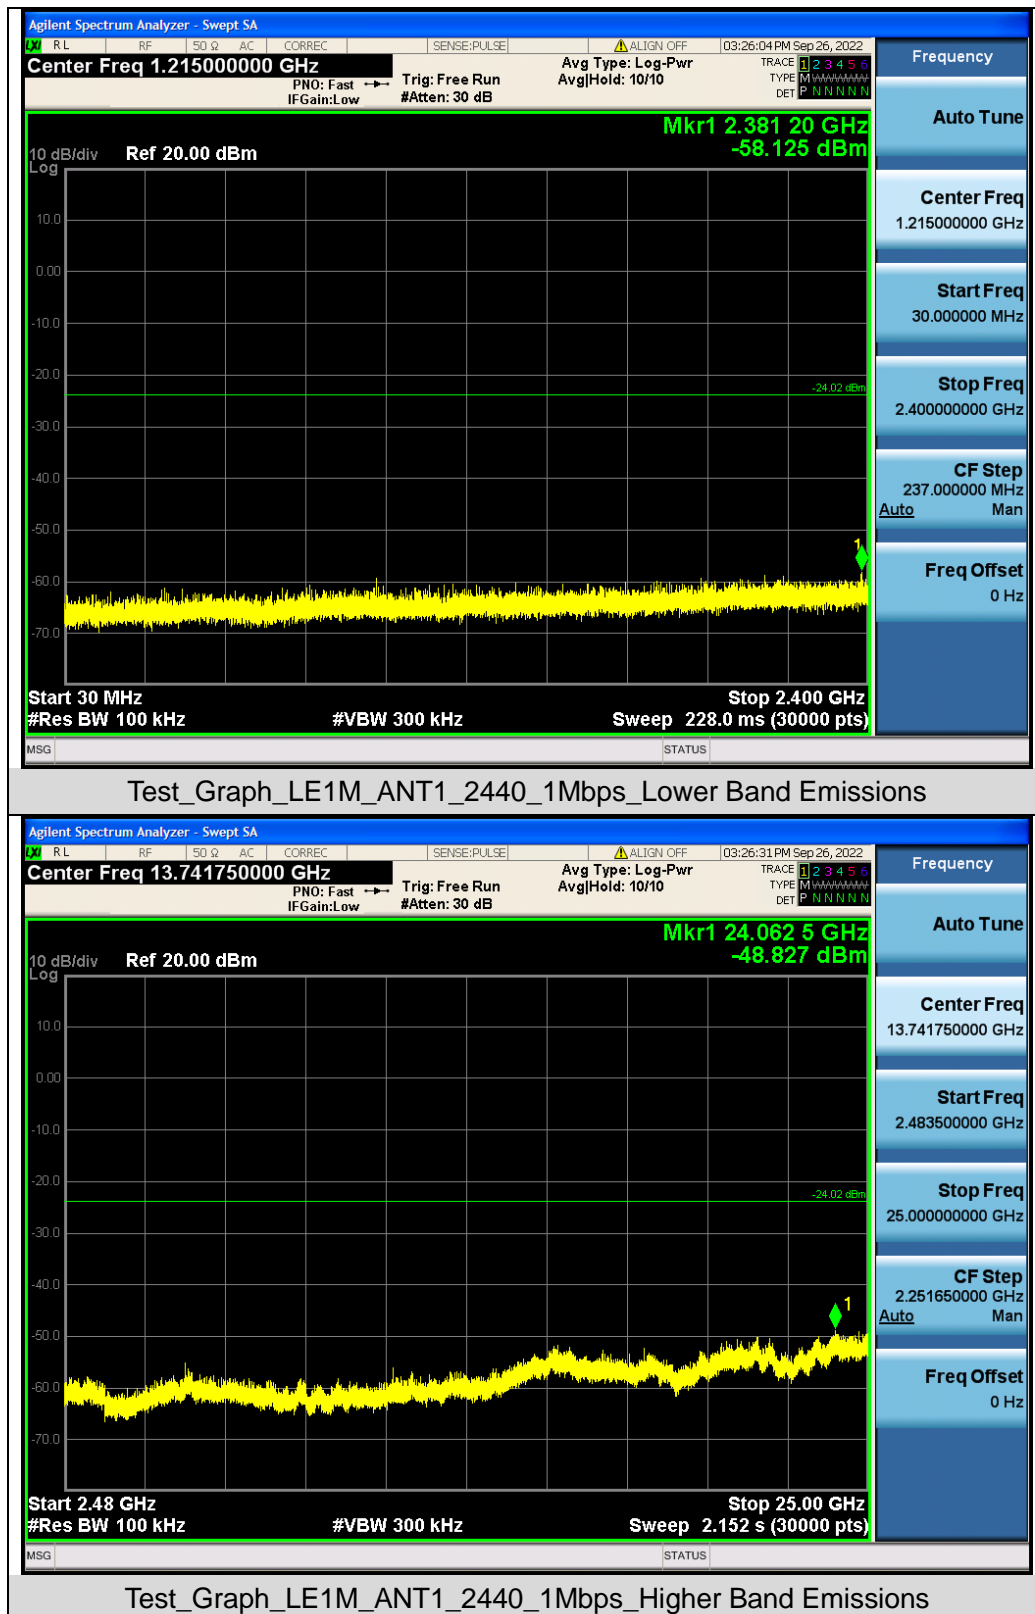 Agilent Spectrum Analyzer - Swept SA
LXI RL RF 50 Ω AC CORREC SENSE:PULSE ALIGN OFF 03:26:04 PM Sep 26, 2022
Center Freq 1.215000000 GHz
PNO: Fast
IFGain:Low
Trig: Free Run
#Atten: 30 dB
Avg Type: Log-Pwr
Avg|Hold: 10/10
TRACE 1 2 3 4 5 6
TYPE M
DET P N N N N N
Mkr1 2.381 20 GHz
-58.125 dBm
10 dB/div Ref 20.00 dBm
Log
10.0
0.00
-10.0
-20.0
-24.02 dBm
-30.0
-40.0
-50.0
1
-60.0
-70.0
Start 30 MHz Stop 2.400 GHz
#Res BW 100 kHz #VBW 300 kHz Sweep 228.0 ms (30000 pts)
MSG STATUS
Frequency
Auto Tune
Center Freq
1.215000000 GHz
Start Freq
30.000000 MHz
Stop Freq
2.400000000 GHz
CF Step
237.000000 MHz
Auto Man
Freq Offset
0 Hz
Test_Graph_LE1M_ANT1_2440_1Mbps_Lower Band Emissions
Agilent Spectrum Analyzer - Swept SA
LXI RL RF 50 Ω AC CORREC SENSE:PULSE ALIGN OFF 03:26:31 PM Sep 26, 2022
Center Freq 13.741750000 GHz
PNO: Fast
IFGain:Low
Trig: Free Run
#Atten: 30 dB
Avg Type: Log-Pwr
Avg|Hold: 10/10
TRACE 1 2 3 4 5 6
TYPE M
DET P N N N N N
Mkr1 24.062 5 GHz
-48.827 dBm
10 dB/div Ref 20.00 dBm
Log
10.0
0.00
-10.0
-20.0
-24.02 dBm
-30.0
-40.0
1
-50.0
-60.0
-70.0
Start 2.48 GHz Stop 25.00 GHz
#Res BW 100 kHz #VBW 300 kHz Sweep 2.152 s (30000 pts)
MSG STATUS
Frequency
Auto Tune
Center Freq
13.741750000 GHz
Start Freq
2.483500000 GHz
Stop Freq
25.000000000 GHz
CF Step
2.251650000 GHz
Auto Man
Freq Offset
0 Hz
Test_Graph_LE1M_ANT1_2440_1Mbps_Higher Band Emissions